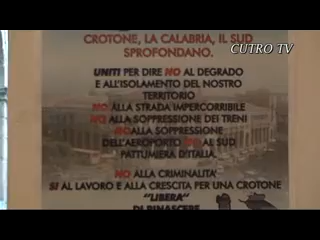 CROTONE, LA CALABRIA, IL SUD
SPROFONDANO.
CUTRO TV
UNITI PER DIRE NO AL DEGRADO
E ALL'ISOLAMENTO DEL NOSTRO
TERRITORIO
NO ALLA STRADA IMPERCORRIBILE
NO ALLA SOPPRESSIONE DEI TRENI
NO ALLA SOPPRESSIONE
DELL'AEROPORTO NO AL SUD
PATTUMIERA D'ITALIA.
NO ALLA CRIMINALITA'
SI AL LAVORO E ALLA CRESCITA PER UNA CROTONE
"LIBERA"
DI RINASCERE